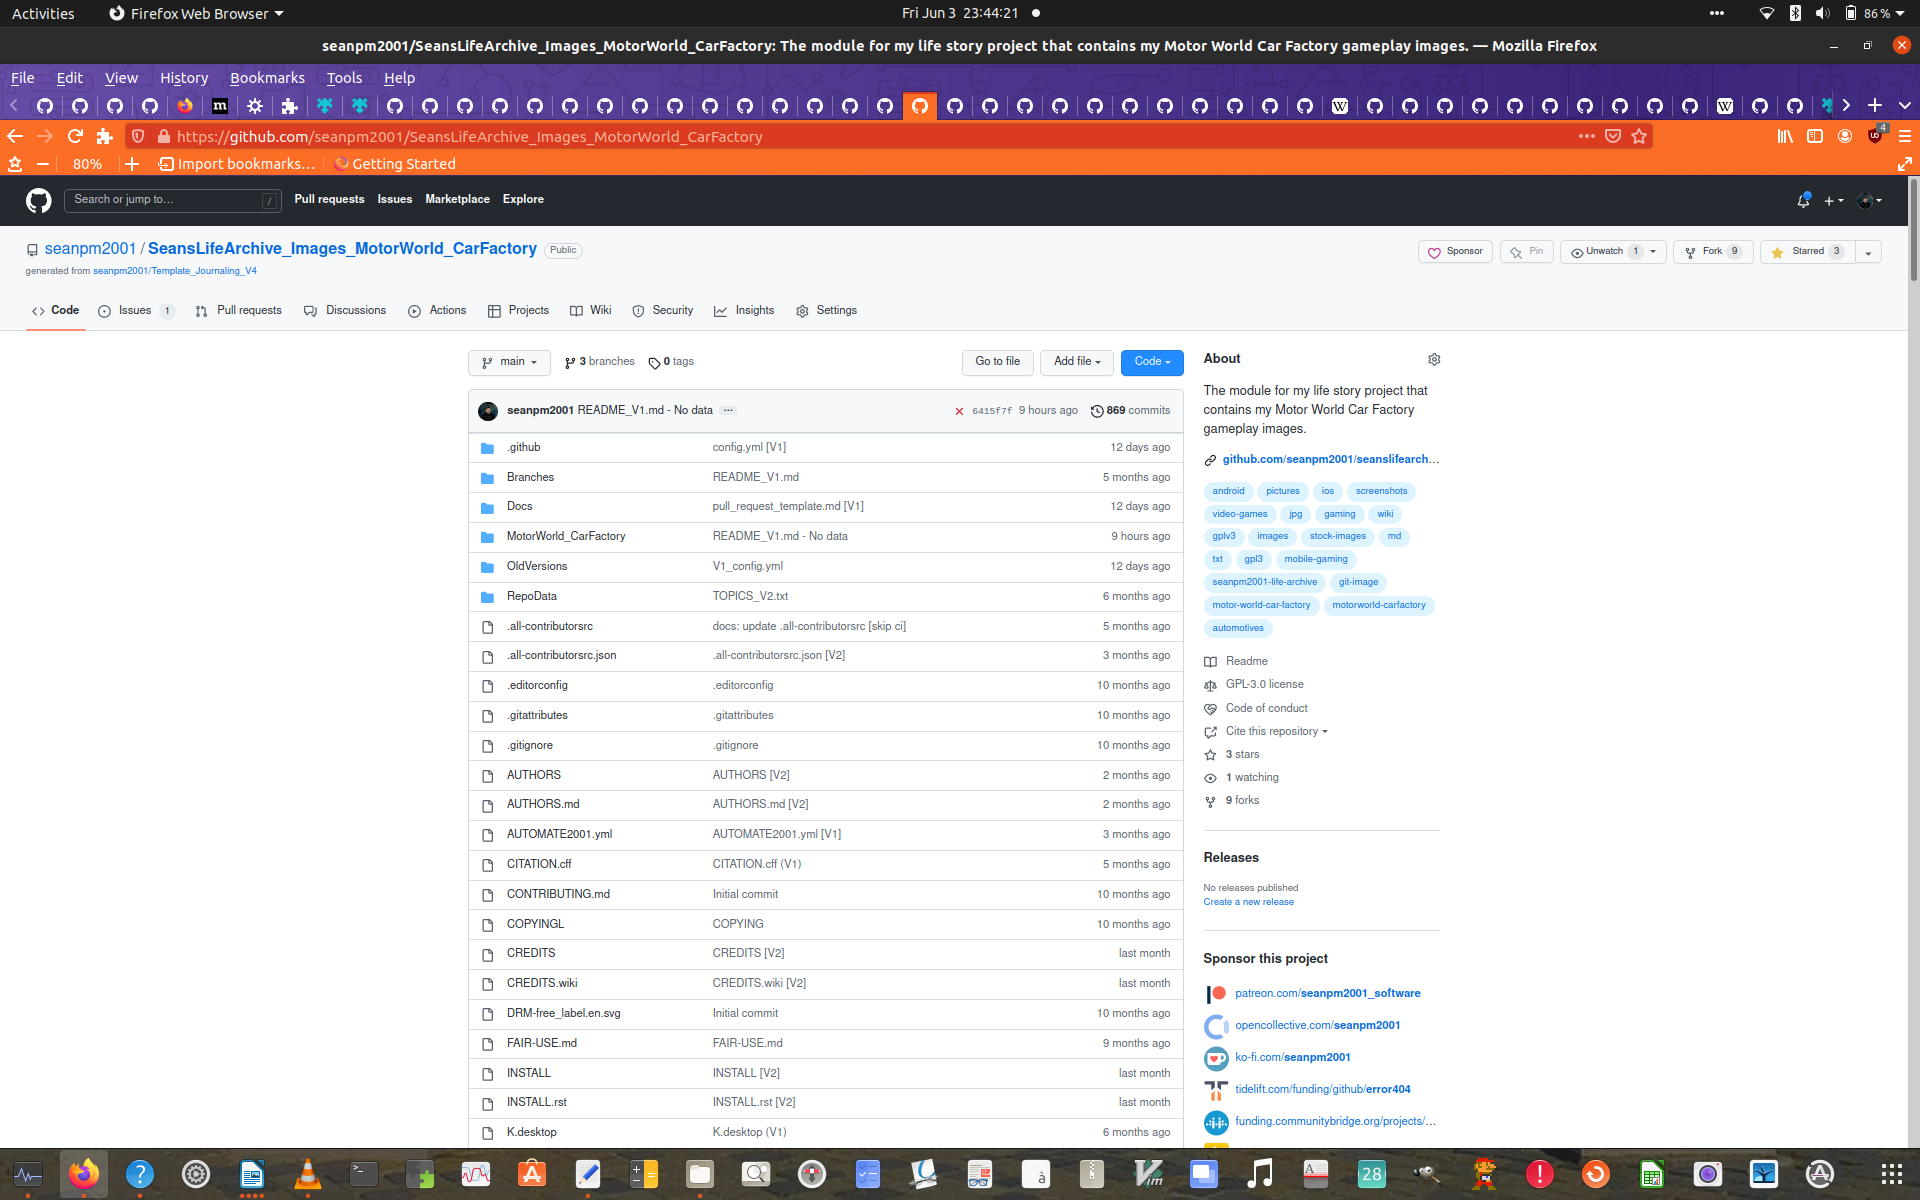 Activities Firefox Web Browser Fri Jun 3 23:44:21 86%
seanpm2001/SeansLifeArchive_Images_MotorWorld_CarFactory: The module for my life story project that contains my Motor World Car Factory gameplay images. — Mozilla Firefox
File Edit View History Bookmarks Tools Help
https://github.com/seanpm2001/SeansLifeArchive_Images_MotorWorld_CarFactory 4
80% Import bookmarks… Getting Started
Search or jump to… / Pull requests Issues Marketplace Explore
seanpm2001 / SeansLifeArchive_Images_MotorWorld_CarFactory Public Sponsor Pin Unwatch 1 Fork 9 Starred 3
generated from seanpm2001/Template_Journaling_V4
Code Issues 1 Pull requests Discussions Actions Projects Wiki Security Insights Settings
main 3 branches 0 tags Go to file Add file Code
seanpm2001 README_V1.md - No data 6415f7f 9 hours ago 869 commits
.github config.yml [V1] 12 days ago
Branches README_V1.md 5 months ago
Docs pull_request_template.md [V1] 12 days ago
MotorWorld_CarFactory README_V1.md - No data 9 hours ago
OldVersions V1_config.yml 12 days ago
RepoData TOPICS_V2.txt 6 months ago
.all-contributorsrc docs: update .all-contributorsrc [skip ci] 5 months ago
.all-contributorsrc.json .all-contributorsrc.json [V2] 3 months ago
.editorconfig .editorconfig 10 months ago
.gitattributes .gitattributes 10 months ago
.gitignore .gitignore 10 months ago
AUTHORS AUTHORS [V2] 2 months ago
AUTHORS.md AUTHORS.md [V2] 2 months ago
AUTOMATE2001.yml AUTOMATE2001.yml [V1] 3 months ago
CITATION.cff CITATION.cff (V1) 5 months ago
CONTRIBUTING.md Initial commit 10 months ago
COPYINGL COPYING 10 months ago
CREDITS CREDITS [V2] last month
CREDITS.wiki CREDITS.wiki [V2] last month
DRM-free_label.en.svg Initial commit 10 months ago
FAIR-USE.md FAIR-USE.md 9 months ago
INSTALL INSTALL [V2] last month
INSTALL.rst INSTALL.rst [V2] last month
K.desktop K.desktop (V1) 6 months ago
About
The module for my life story project that
contains my Motor World Car Factory
gameplay images.
github.com/seanpm2001/seanslifearch…
android pictures ios screenshots
video-games jpg gaming wiki
gplv3 images stock-images md
txt gpl3 mobile-gaming
seanpm2001-life-archive git-image
motor-world-car-factory motorworld-carfactory
automotives
Readme
GPL-3.0 license
Code of conduct
Cite this repository
3 stars
1 watching
9 forks
Releases
No releases published
Create a new release
Sponsor this project
patreon.com/seanpm2001_software
opencollective.com/seanpm2001
ko-fi.com/seanpm2001
tidelift.com/funding/github/error404
funding.communitybridge.org/projects/…
28